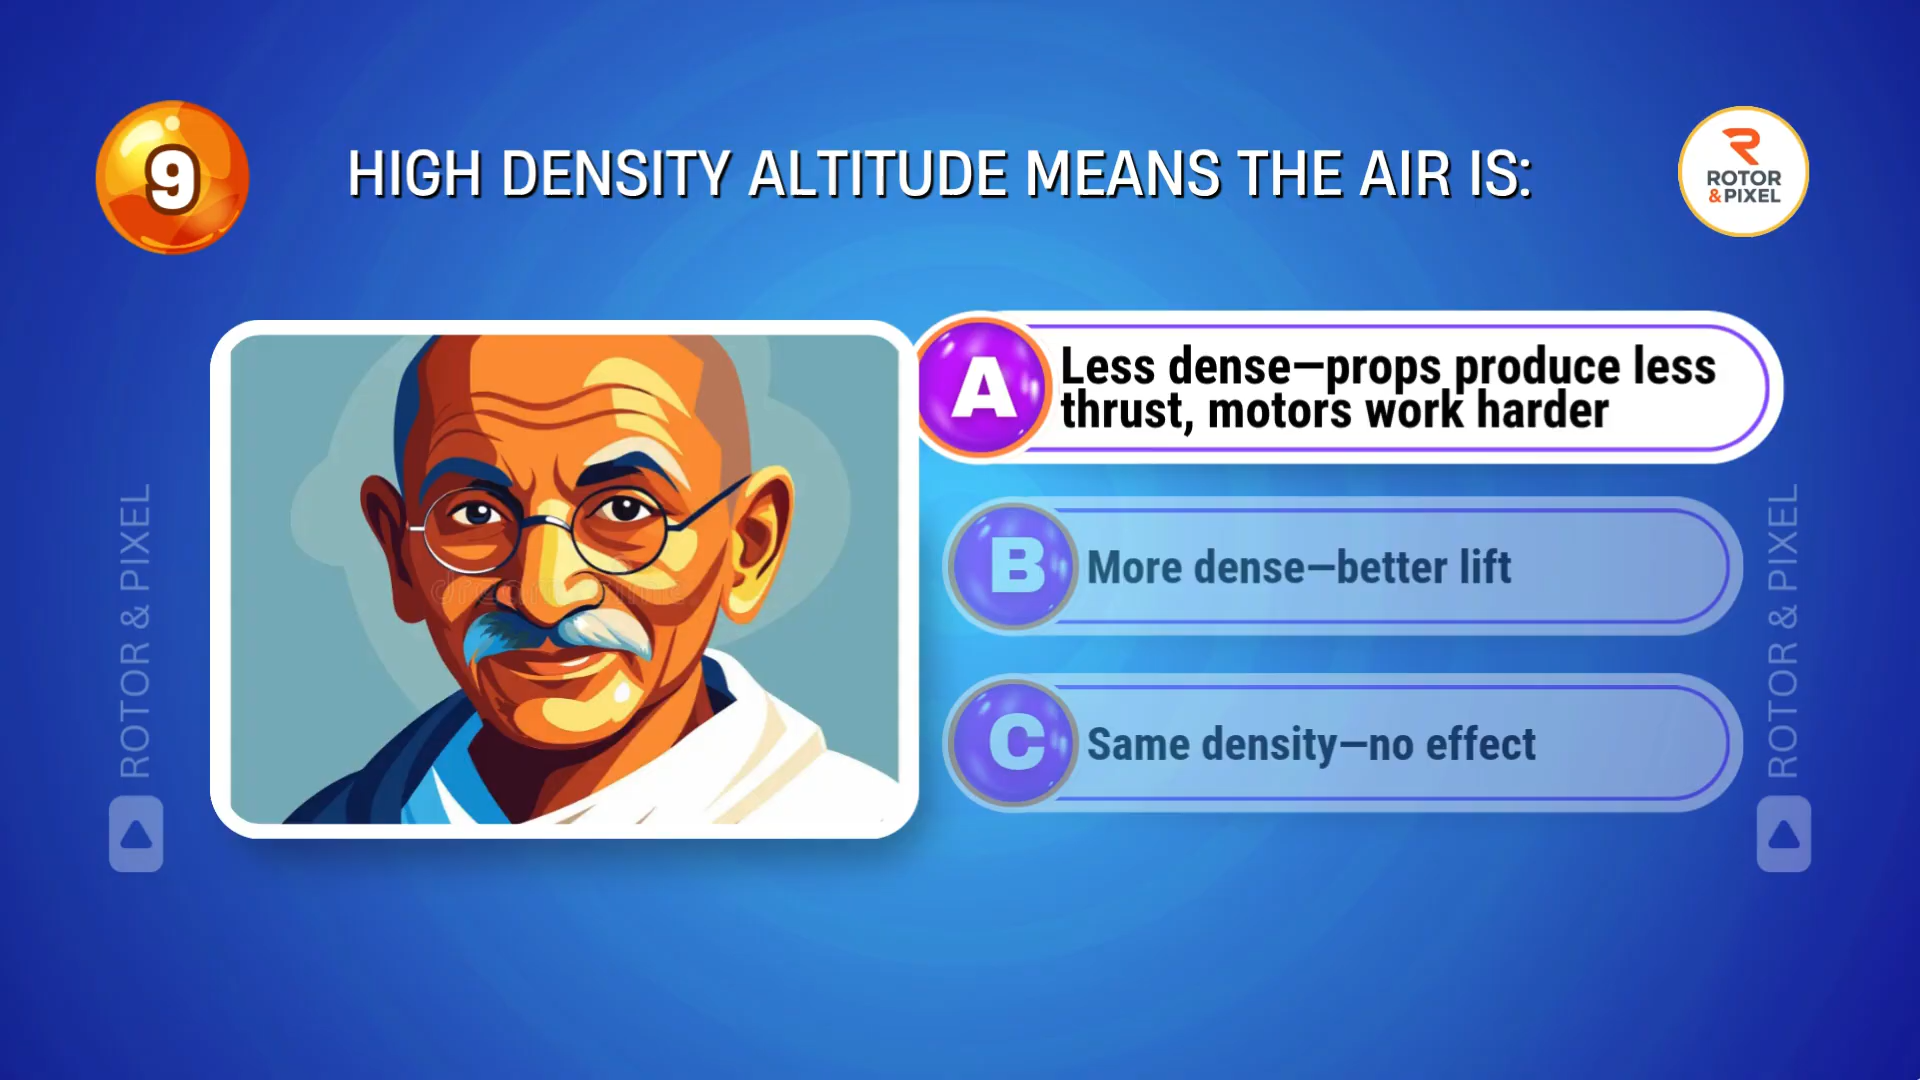 9
HIGH DENSITY ALTITUDE MEANS THE AIR IS:
ROTOR
&PIXEL
A
Less dense—props produce less
thrust, motors work harder
B
More dense—better lift
C
Same density—no effect
ROTOR & PIXEL
ROTOR & PIXEL